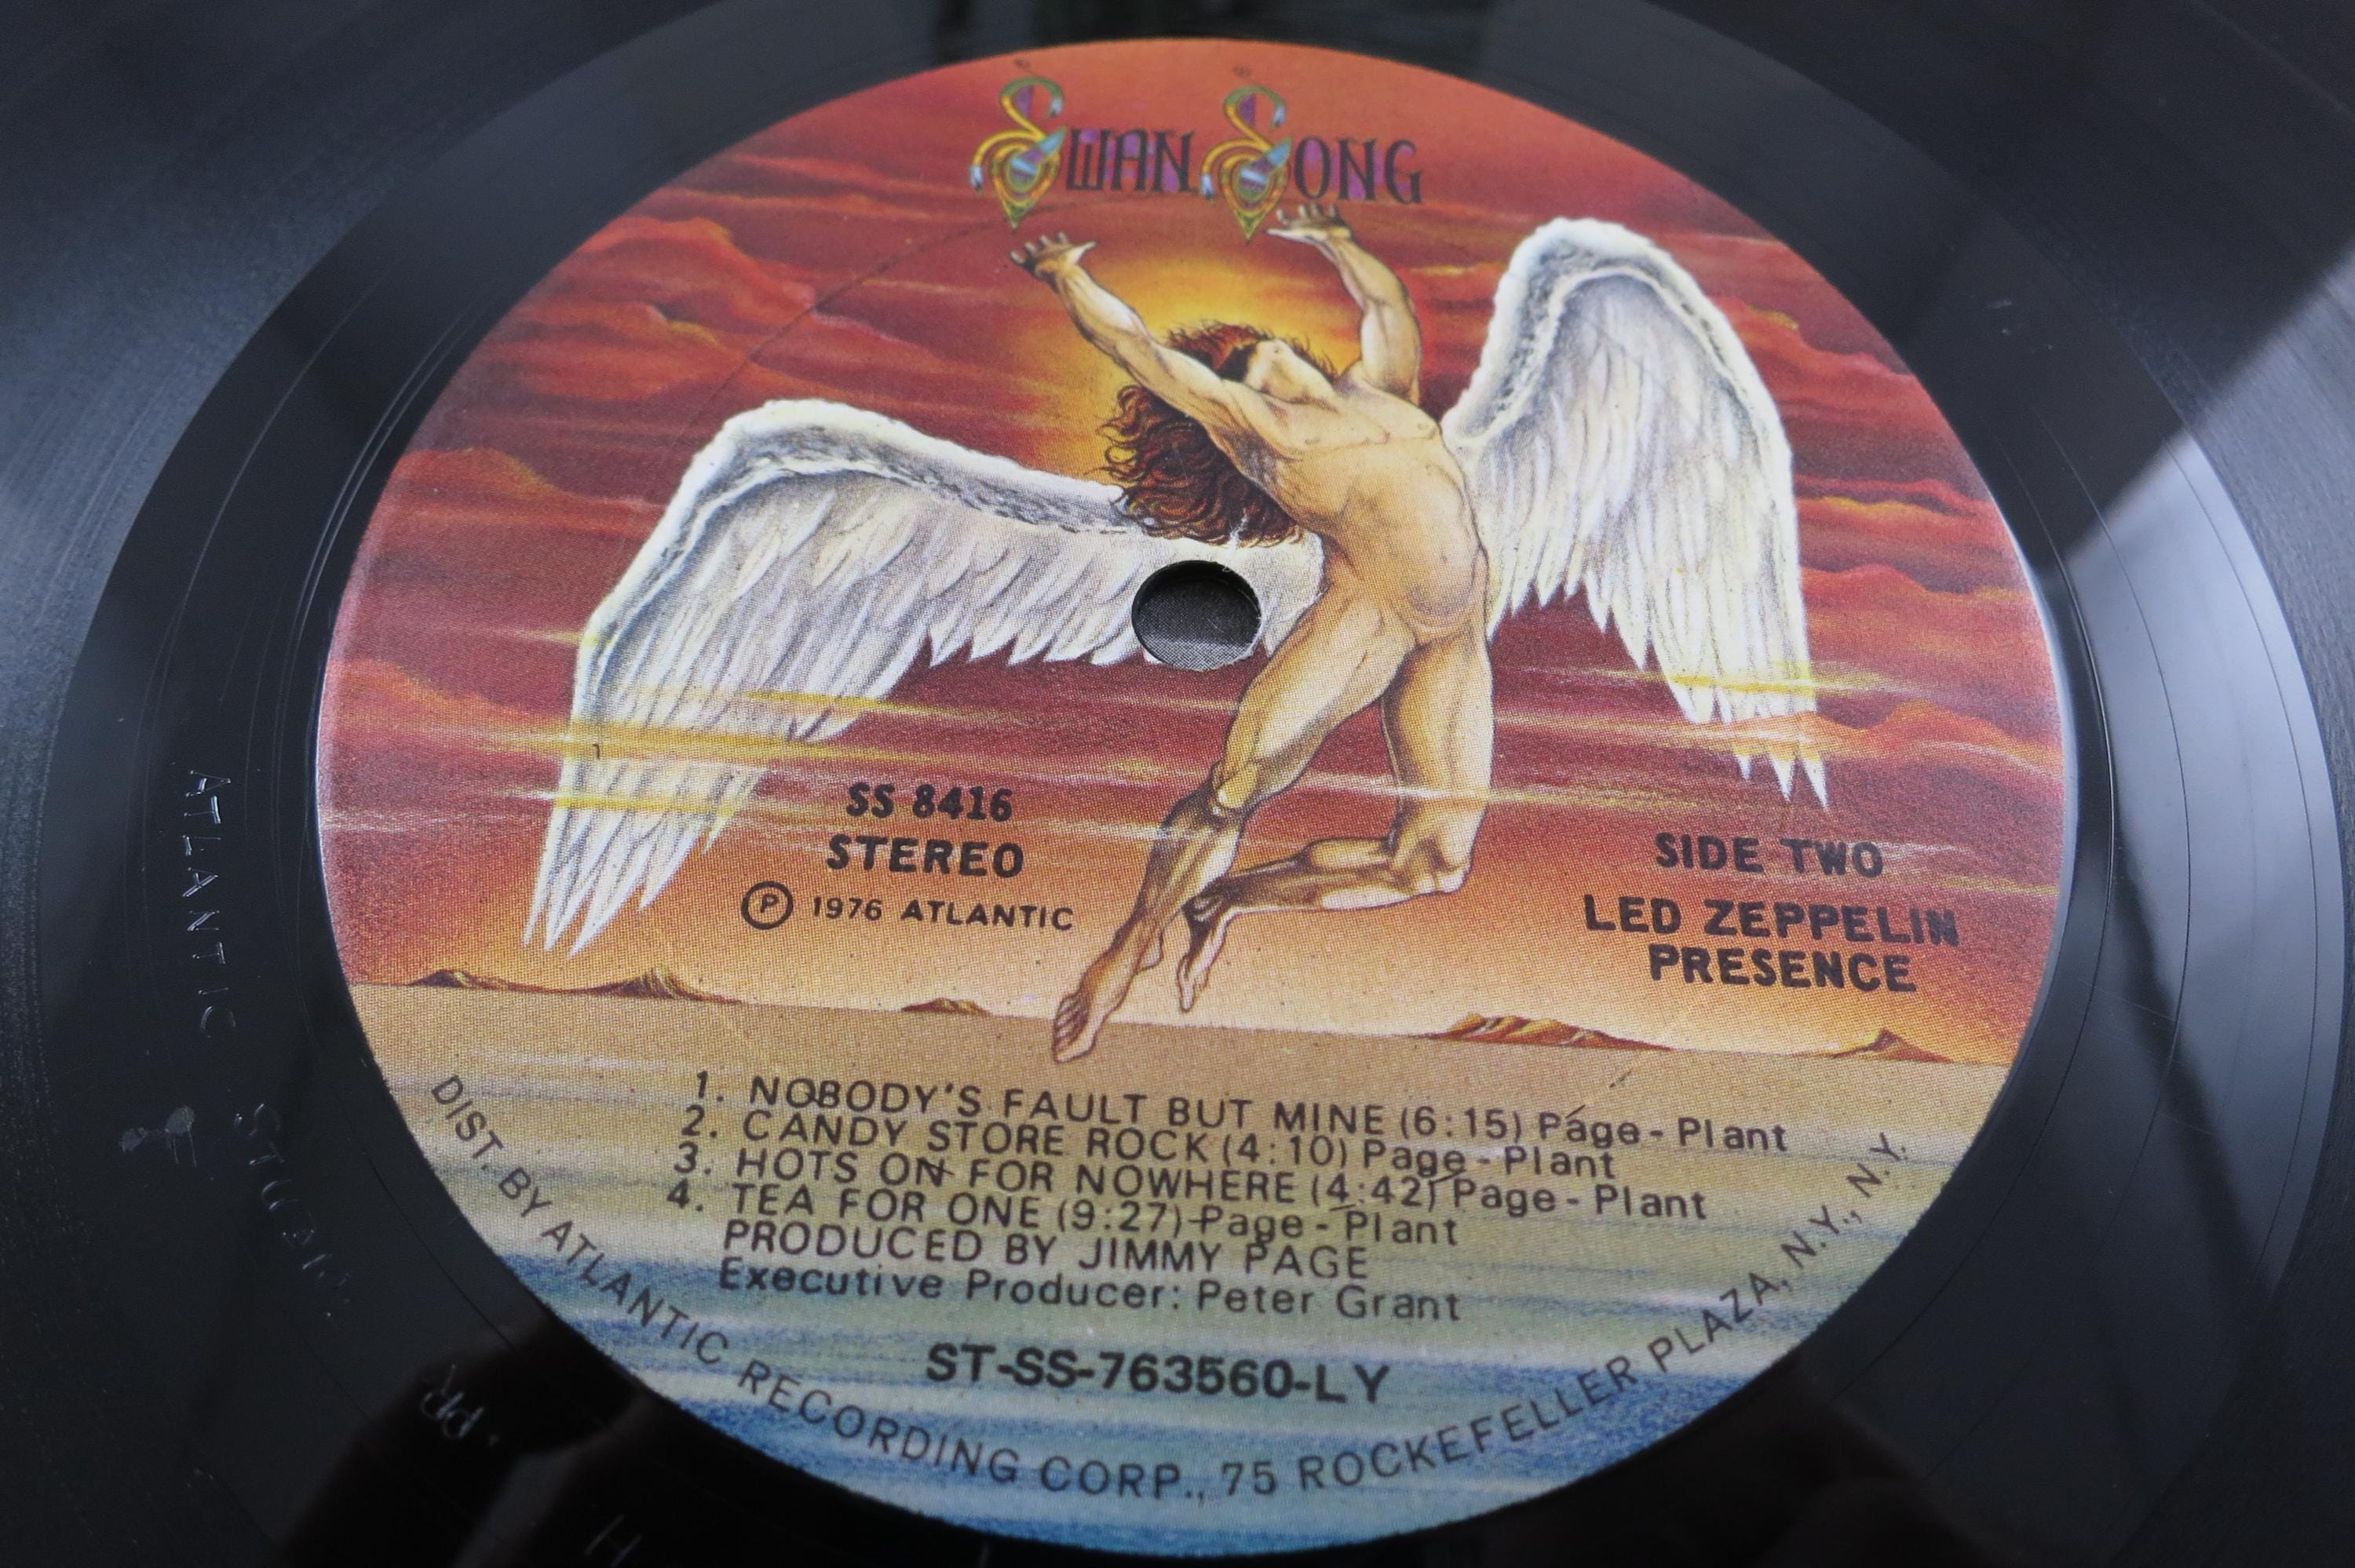 SWAN SONG
SS 8416
STEREO
Ⓟ 1976 ATLANTIC
SIDE TWO
LED ZEPPELIN
PRESENCE
1. NOBODY'S FAULT BUT MINE (6:15) Page-Plant
2. CANDY STORE ROCK (4:10) Page-Plant
3. HOTS ON FOR NOWHERE (4:42) Page-Plant
4. TEA FOR ONE (9:27) Page-Plant
PRODUCED BY JIMMY PAGE
Executive Producer: Peter Grant
ST-SS-763560-LY
DIST. BY ATLANTIC RECORDING CORP., 75 ROCKEFELLER PLAZA, N.Y., N.Y.
ATLANTIC